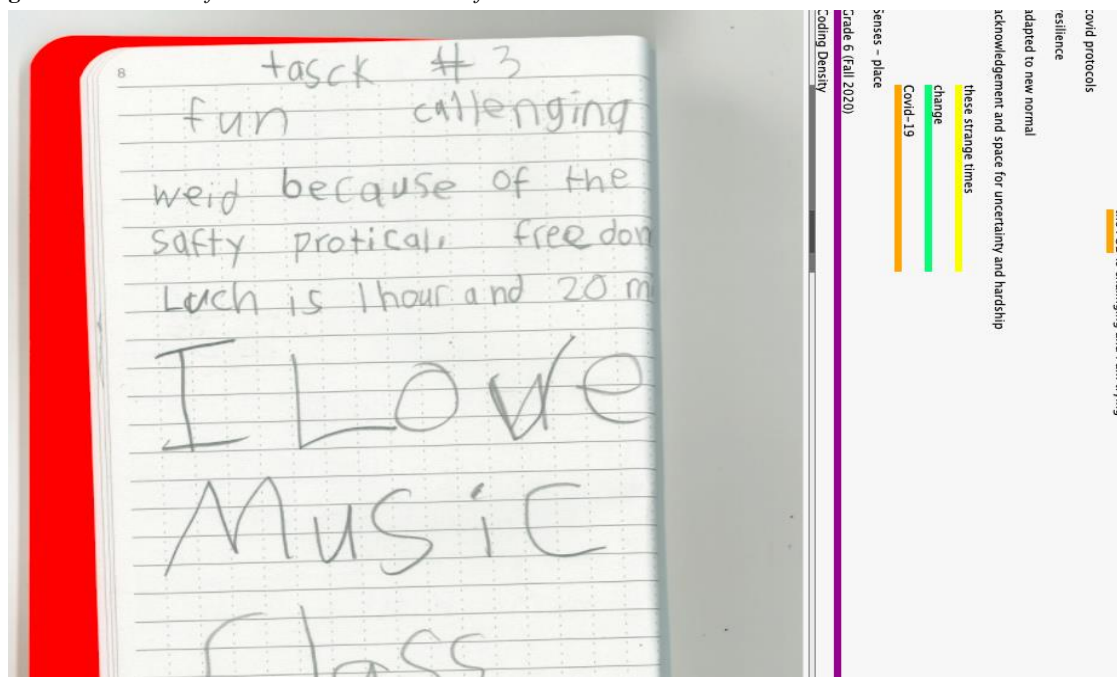 8
tasck # 3
fun callenging
weid because of the
safty protical, freedon
Luch is 1 hour and 20 m
I Love
Music
Class
covid protocols
resilience
adapted to new normal
acknowledgement and space for uncertainty and hardship
these strange times
change
Covid-19
Senses - place
Grade 6 (Fall 2020)
Coding Density